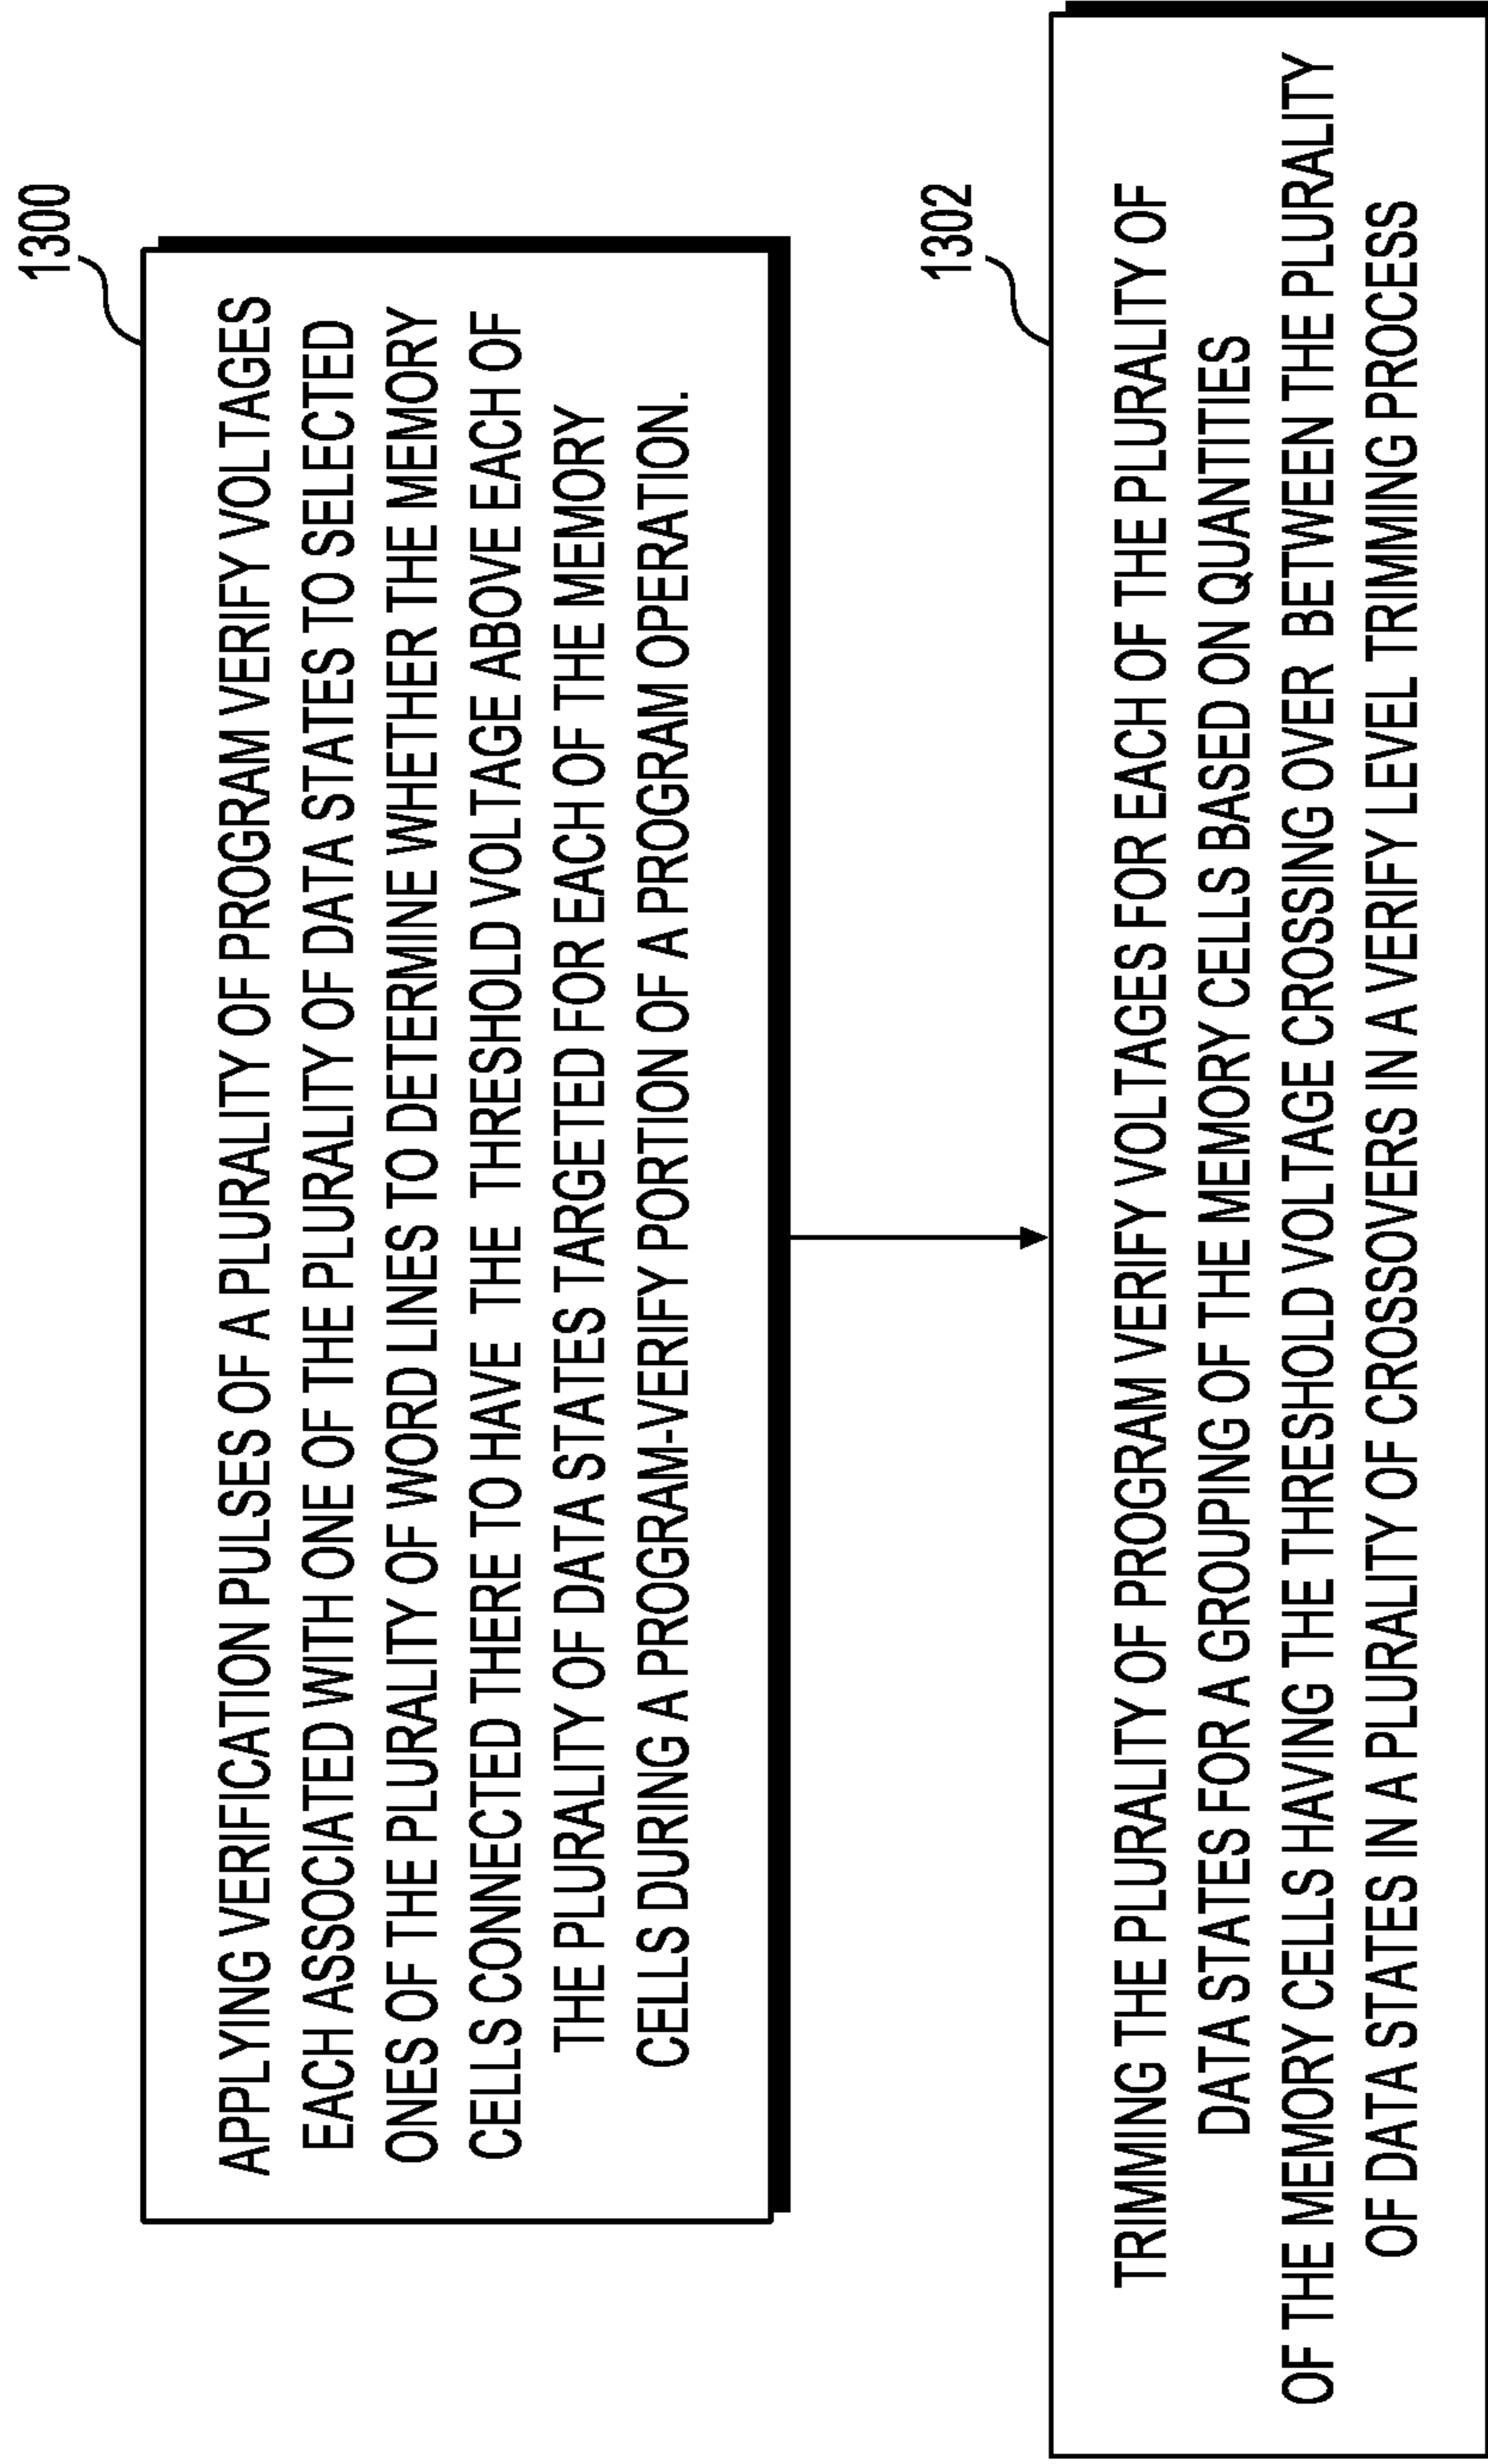 1300
APPLYING VERIFICATION PULSES OF A PLURALITY OF PROGRAM VERIFY VOLTAGES
EACH ASSOCIATED WITH ONE OF THE PLURALITY OF DATA STATES TO SELECTED
ONES OF THE PLURALITY OF WORD LINES TO DETERMINE WHETHER THE MEMORY
CELLS CONNECTED THERE TO HAVE THE THRESHOLD VOLTAGE ABOVE EACH OF
THE PLURALITY OF DATA STATES TARGETED FOR EACH OF THE MEMORY
CELLS DURING A PROGRAM-VERIFY PORTION OF A PROGRAM OPERATION.
1302
TRIMMING THE PLURALITY OF PROGRAM VERIFY VOLTAGES FOR EACH OF THE PLURALITY OF
DATA STATES FOR A GROUPING OF THE MEMORY CELLS BASED ON QUANTITIES
OF THE MEMORY CELLS HAVING THE THRESHOLD VOLTAGE CROSSING OVER BETWEEN THE PLURALITY
OF DATA STATES IN A PLURALITY OF CROSSOVERS IN A VERIFY LEVEL TRIMMING PROCESS